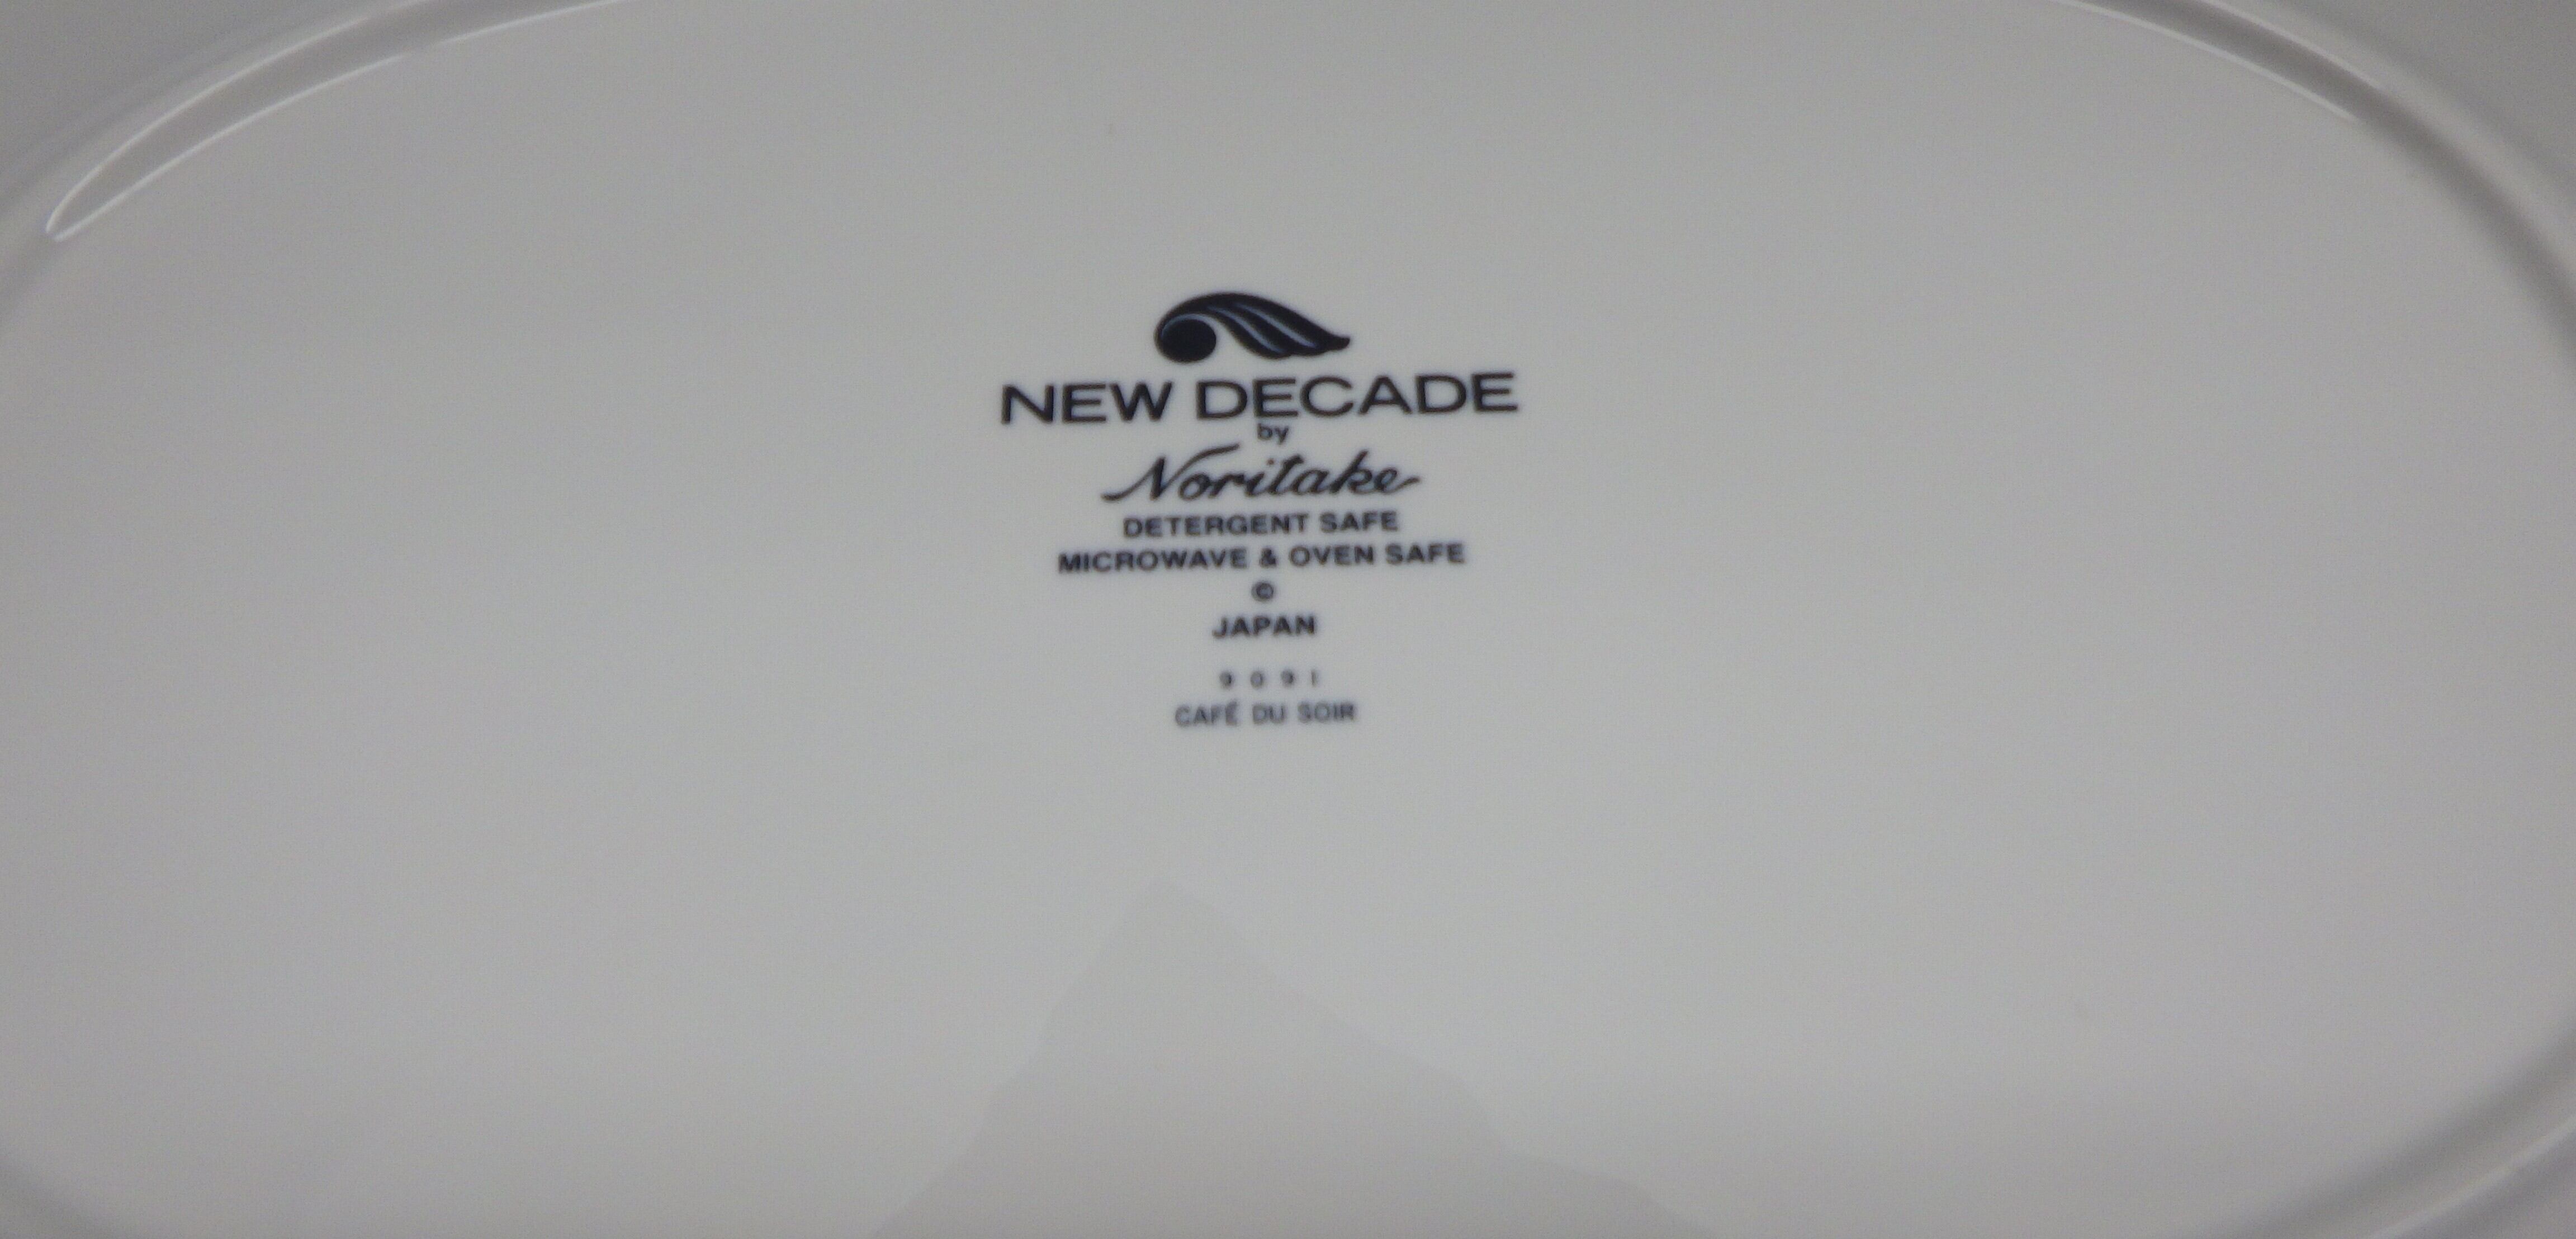 NEW DECADE
by
Noritake
DETERGENT SAFE
MICROWAVE & OVEN SAFE
©
JAPAN
9091
CAFÉ DU SOIR